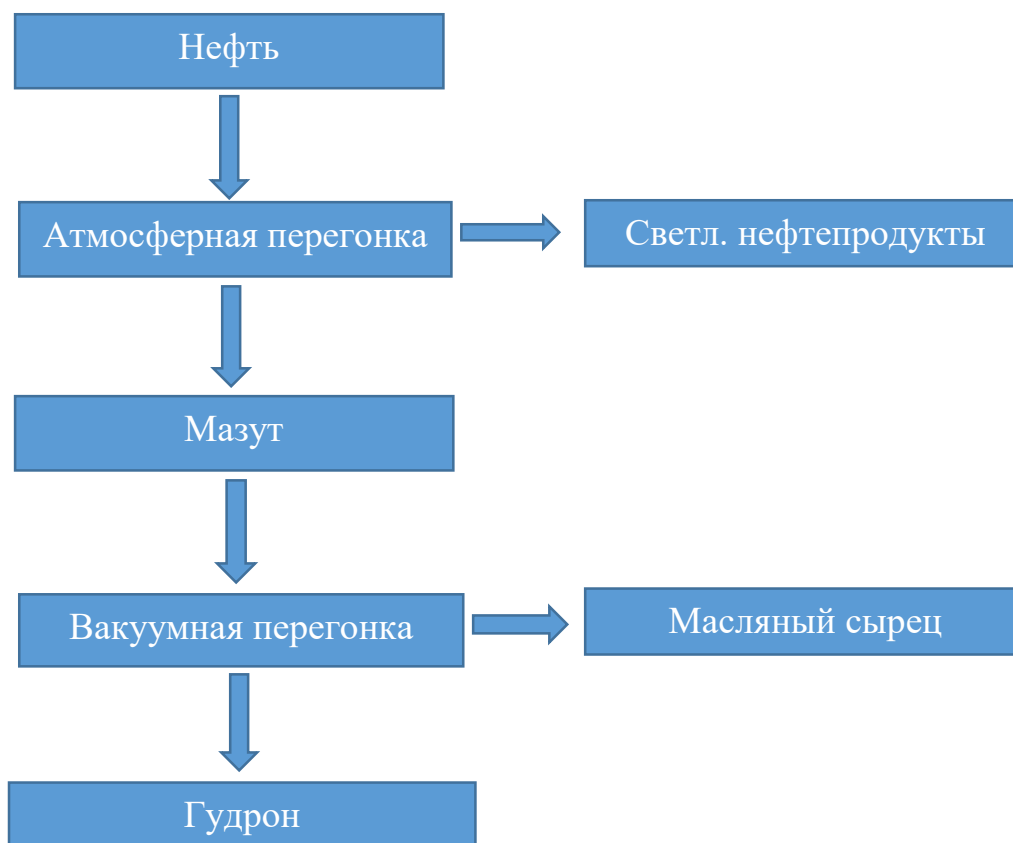 Нефть
Атмосферная перегонка
Светл. нефтепродукты
Мазут
Вакуумная перегонка
Масляный сырец
Гудрон